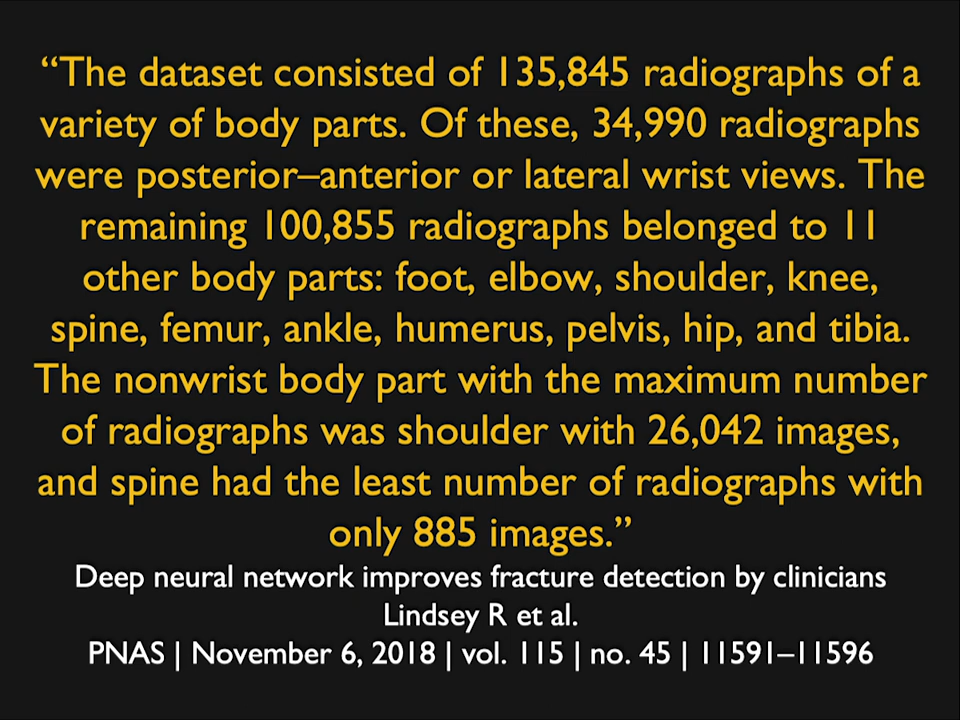 “The dataset consisted of 135,845 radiographs of a
variety of body parts. Of these, 34,990 radiographs
were posterior–anterior or lateral wrist views. The
remaining 100,855 radiographs belonged to 11
other body parts: foot, elbow, shoulder, knee,
spine, femur, ankle, humerus, pelvis, hip, and tibia.
The nonwrist body part with the maximum number
of radiographs was shoulder with 26,042 images,
and spine had the least number of radiographs with
only 885 images.”
Deep neural network improves fracture detection by clinicians
Lindsey R et al.
PNAS | November 6, 2018 | vol. 115 | no. 45 | 11591–11596